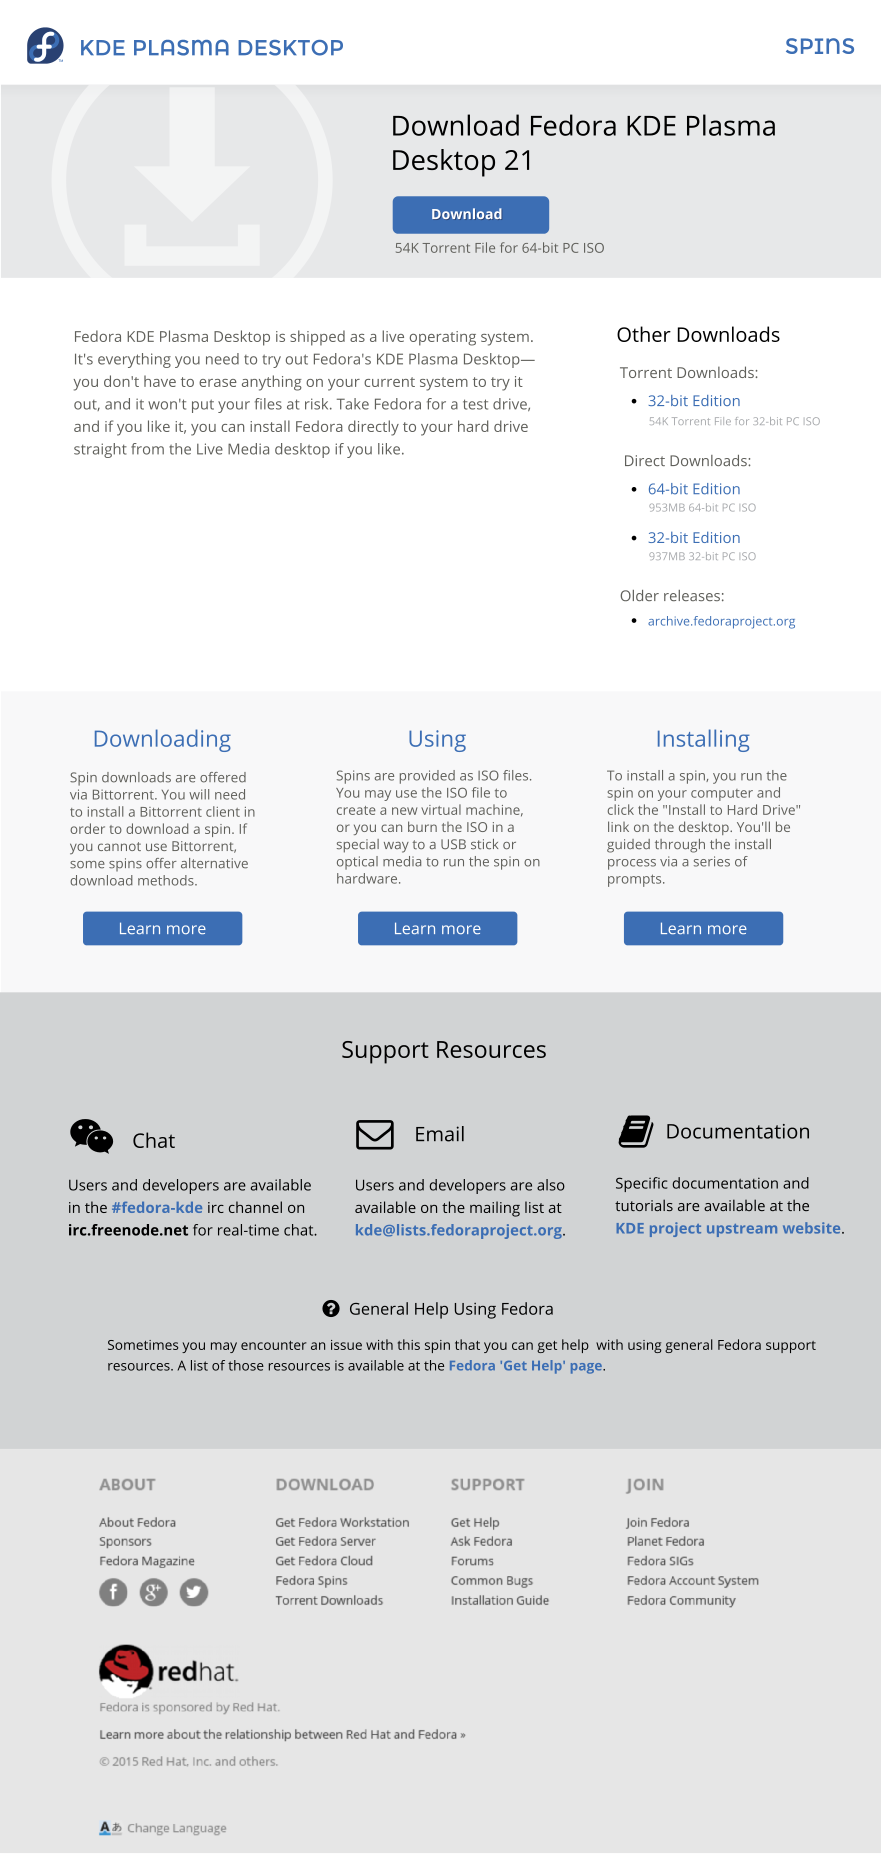 KDE PLASMA DESKTOP
SPINS
Download Fedora KDE Plasma
Desktop 21
Download
54K Torrent File for 64-bit PC ISO
Fedora KDE Plasma Desktop is shipped as a live operating system.
It's everything you need to try out Fedora's KDE Plasma Desktop—
you don't have to erase anything on your current system to try it
out, and it won't put your files at risk. Take Fedora for a test drive,
and if you like it, you can install Fedora directly to your hard drive
straight from the Live Media desktop if you like.
Other Downloads
Torrent Downloads:
• 32-bit Edition
54K Torrent File for 32-bit PC ISO
Direct Downloads:
• 64-bit Edition
953MB 64-bit PC ISO
• 32-bit Edition
937MB 32-bit PC ISO
Older releases:
• archive.fedoraproject.org
Downloading
Spin downloads are offered
via Bittorrent. You will need
to install a Bittorrent client in
order to download a spin. If
you cannot use Bittorrent,
some spins offer alternative
download methods.
Learn more
Using
Spins are provided as ISO files.
You may use the ISO file to
create a new virtual machine,
or you can burn the ISO in a
special way to a USB stick or
optical media to run the spin on
hardware.
Learn more
Installing
To install a spin, you run the
spin on your computer and
click the "Install to Hard Drive"
link on the desktop. You'll be
guided through the install
process via a series of
prompts.
Learn more
Support Resources
Chat
Users and developers are available
in the #fedora-kde irc channel on
irc.freenode.net for real-time chat.
Email
Users and developers are also
available on the mailing list at
kde@lists.fedoraproject.org.
Documentation
Specific documentation and
tutorials are available at the
KDE project upstream website.
General Help Using Fedora
Sometimes you may encounter an issue with this spin that you can get help with using general Fedora support
resources. A list of those resources is available at the Fedora 'Get Help' page.
ABOUT
About Fedora
Sponsors
Fedora Magazine
DOWNLOAD
Get Fedora Workstation
Get Fedora Server
Get Fedora Cloud
Fedora Spins
Torrent Downloads
SUPPORT
Get Help
Ask Fedora
Forums
Common Bugs
Installation Guide
JOIN
Join Fedora
Planet Fedora
Fedora SIGs
Fedora Account System
Fedora Community
redhat.
Fedora is sponsored by Red Hat.
Learn more about the relationship between Red Hat and Fedora »
© 2015 Red Hat, Inc. and others.
Aあ Change Language